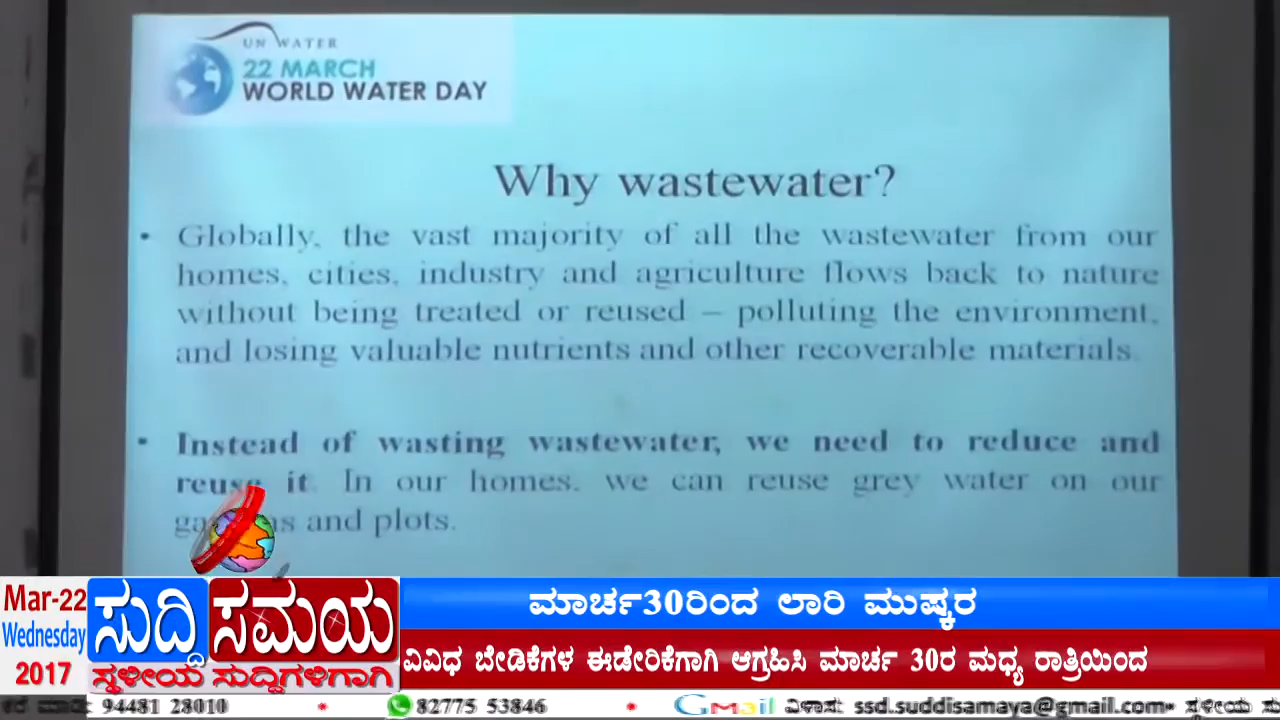 UN WATER
22 MARCH
WORLD WATER DAY
Why wastewater?
• Globally, the vast majority of all the wastewater from our
homes, cities, industry and agriculture flows back to nature
without being treated or reused – polluting the environment,
and losing valuable nutrients and other recoverable materials.
• Instead of wasting wastewater, we need to reduce and
reuse it. In our homes, we can reuse grey water on our
and plots.
Mar-22
Wednesday
2017
ಸುದ್ದಿ ಸಮಯ
ಸ್ಥಳೀಯ ಸುದ್ದಿಗಳಿಗಾಗಿ
ಮಾರ್ಚ30ರಿಂದ ಲಾರಿ ಮುಷ್ಕರ
ವಿವಿಧ ಬೇಡಿಕೆಗಳ ಈಡೇರಿಕೆಗಾಗಿ ಆಗ್ರಹಿಸಿ ಮಾರ್ಚ 30ರ ಮಧ್ಯ ರಾತ್ರಿಯಿಂದ
94481 28010 • 82775 53846 • Gmail ವಿಳಾಸ: ssd.suddisamaya@gmail.com • ಸ್ಥಳೀಯ